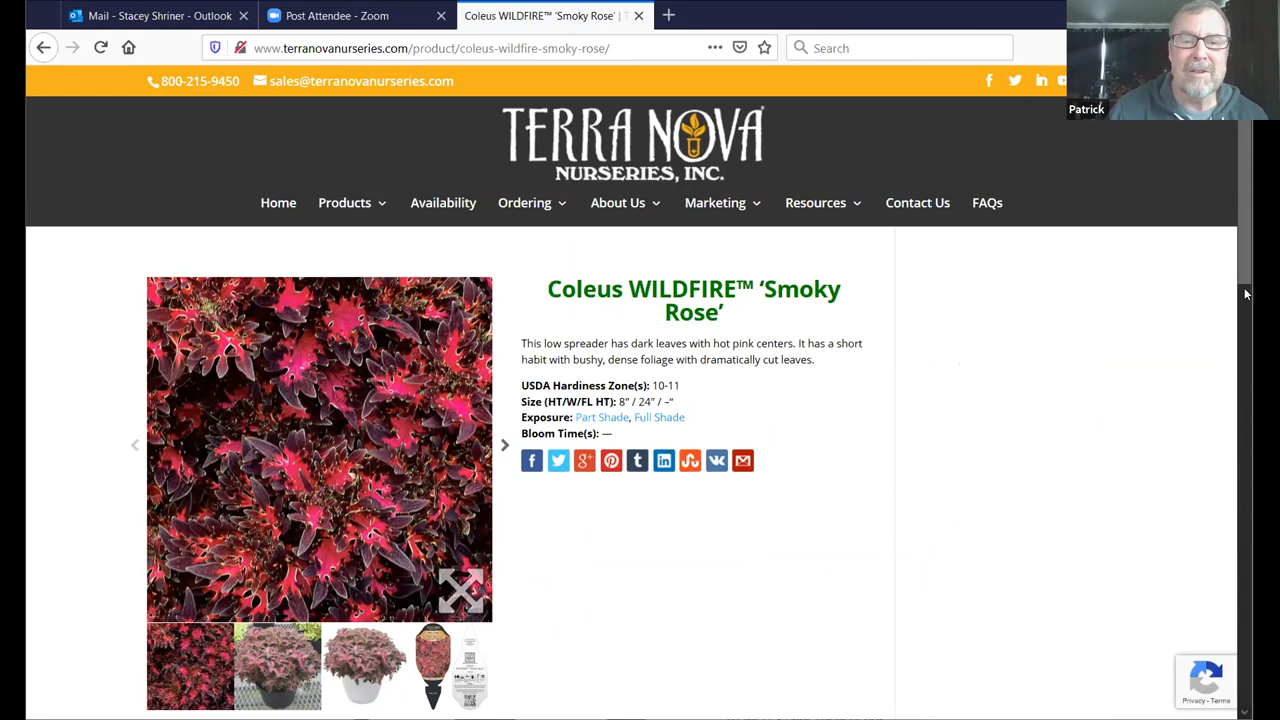 Mail - Stacey Shriner - Outlook
Post Attendee - Zoom
Coleus WILDFIRE™ ‘Smoky Rose’ |
www.terranovanurseries.com/product/coleus-wildfire-smoky-rose/
Search
800-215-9450
sales@terranovanurseries.com
Patrick
TERRA NOVA®
NURSERIES, INC.
Home
Products
Availability
Ordering
About Us
Marketing
Resources
Contact Us
FAQs
Coleus WILDFIRE™ ‘Smoky
Rose’
This low spreader has dark leaves with hot pink centers. It has a short
habit with bushy, dense foliage with dramatically cut leaves.
USDA Hardiness Zone(s): 10-11
Size (HT/W/FL HT): 8" / 24" / –"
Exposure: Part Shade, Full Shade
Bloom Time(s): —
Privacy - Terms